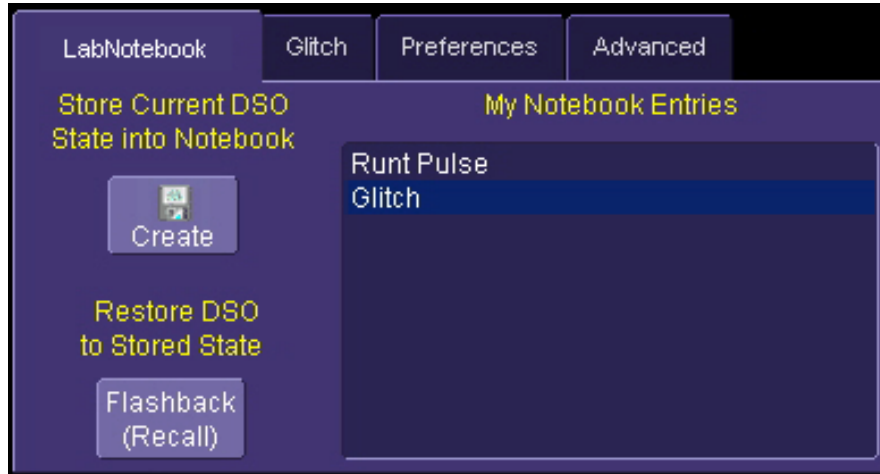 LabNotebook
Glitch
Preferences
Advanced
Store Current DSO
State into Notebook
Create
Restore DSO
to Stored State
Flashback
(Recall)
My Notebook Entries
Runt Pulse
Glitch